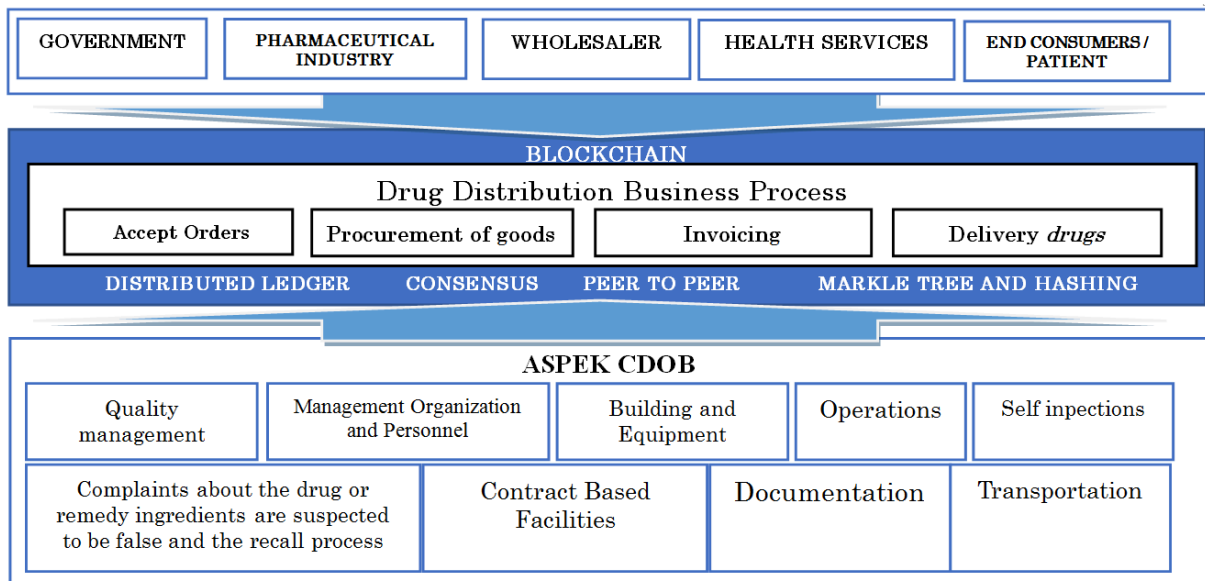 GOVERNMENT
PHARMACEUTICAL
INDUSTRY
WHOLESALER
HEALTH SERVICES
END CONSUMERS /
PATIENT
BLOCKCHAIN
Drug Distribution Business Process
Accept Orders
Procurement of goods
Invoicing
Delivery drugs
DISTRIBUTED LEDGER
CONSENSUS
PEER TO PEER
MARKLE TREE AND HASHING
ASPEK CDOB
Quality
management
Management Organization
and Personnel
Building and
Equipment
Operations
Self inpections
Complaints about the drug or
remedy ingredients are suspected
to be false and the recall process
Contract Based
Facilities
Documentation
Transportation